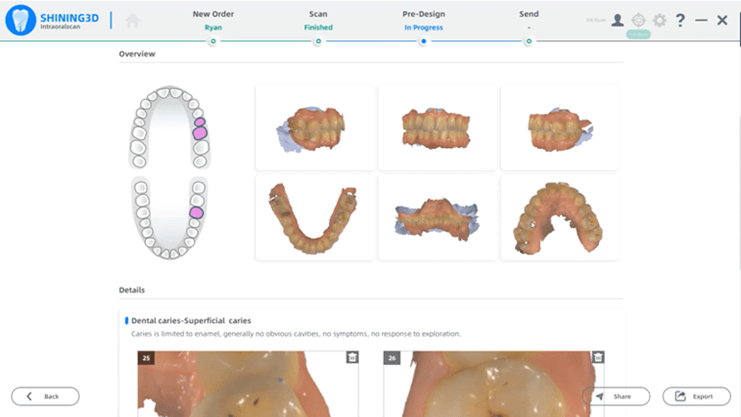 SHINING3D
Intraoralscan
New Order
Ryan
Scan
Finished
Pre-Design
In Progress
Send
-
?
Overview
Details
Dental caries-Superficial caries
Caries is limited to enamel, generally no obvious cavities, no symptoms, no response to exploration.
25
26
Back
Share
Export